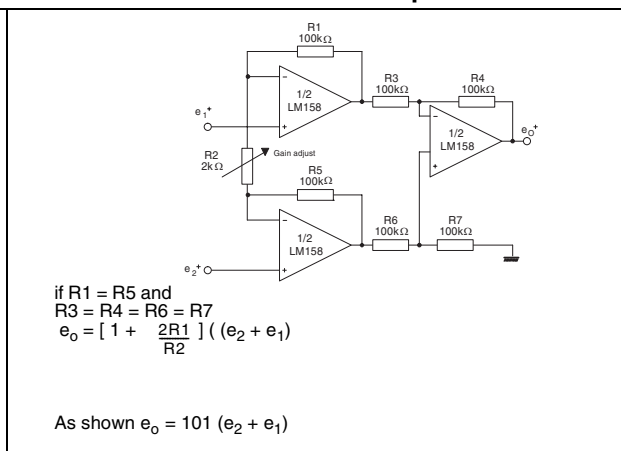 R1
100kΩ
R3
100kΩ
R4
100kΩ
1/2
LM158
e1+
eO+
1/2
LM158
R2
2kΩ
Gain adjust
R5
100kΩ
R6
100kΩ
R7
100kΩ
1/2
LM158
e2+
if R1 = R5 and
R3 = R4 = R6 = R7
eo = [ 1 + 2R1/R2 ] ( (e2 + e1)
As shown eo = 101 (e2 + e1)